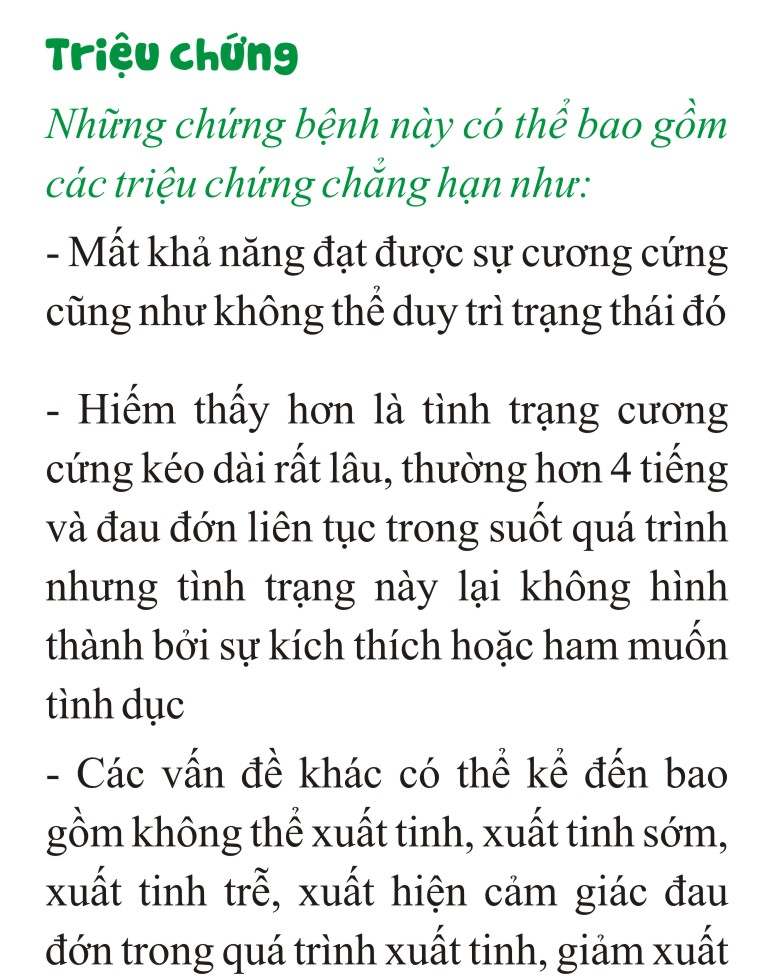 Triệu chứng
Những chứng bệnh này có thể bao gồm
các triệu chứng chẳng hạn như:
- Mất khả năng đạt được sự cương cứng
cũng như không thể duy trì trạng thái đó
- Hiếm thấy hơn là tình trạng cương
cứng kéo dài rất lâu, thường hơn 4 tiếng
và đau đớn liên tục trong suốt quá trình
nhưng tình trạng này lại không hình
thành bởi sự kích thích hoặc ham muốn
tình dục
- Các vấn đề khác có thể kể đến bao
gồm không thể xuất tinh, xuất tinh sớm,
xuất tinh trễ, xuất hiện cảm giác đau
đớn trong quá trình xuất tinh, giảm xuất